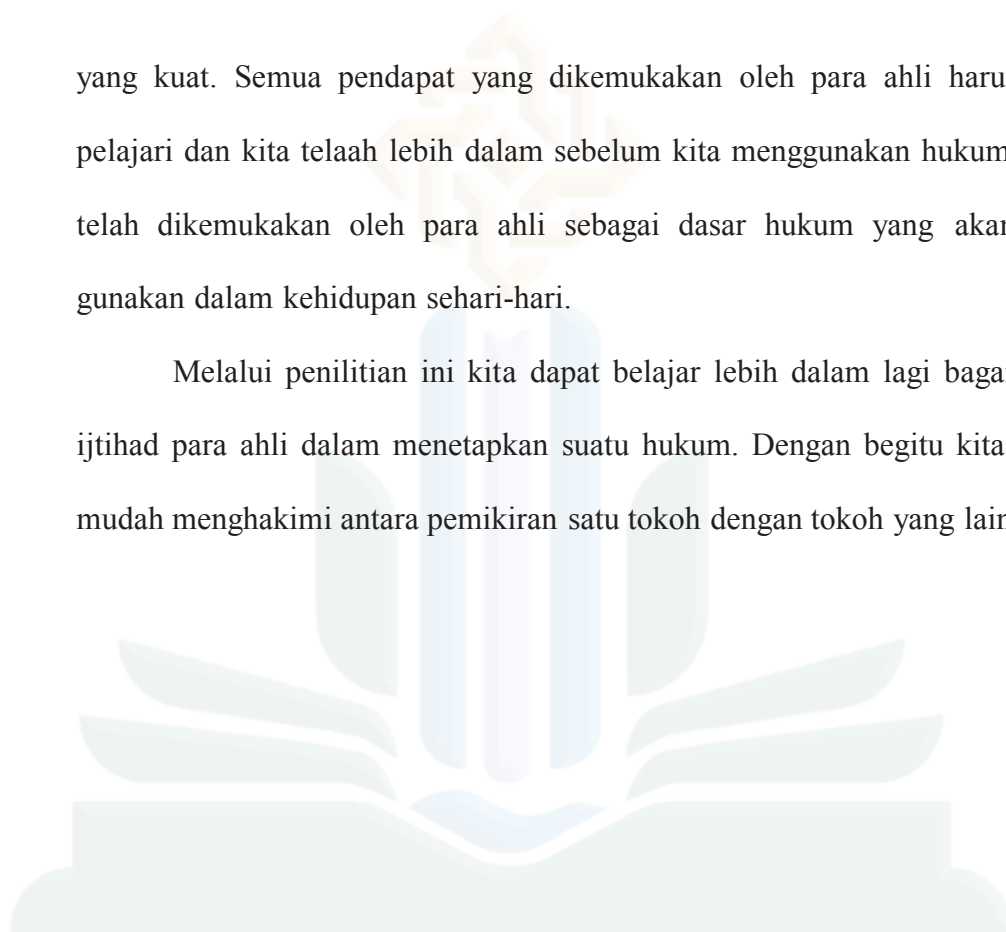 yang kuat. Semua pendapat yang dikemukakan oleh para ahli haru
pelajari dan kita telaah lebih dalam sebelum kita menggunakan hukum
telah dikemukakan oleh para ahli sebagai dasar hukum yang akan
gunakan dalam kehidupan sehari-hari.
Melalui penilitian ini kita dapat belajar lebih dalam lagi bagai
ijtihad para ahli dalam menetapkan suatu hukum. Dengan begitu kita
mudah menghakimi antara pemikiran satu tokoh dengan tokoh yang lain